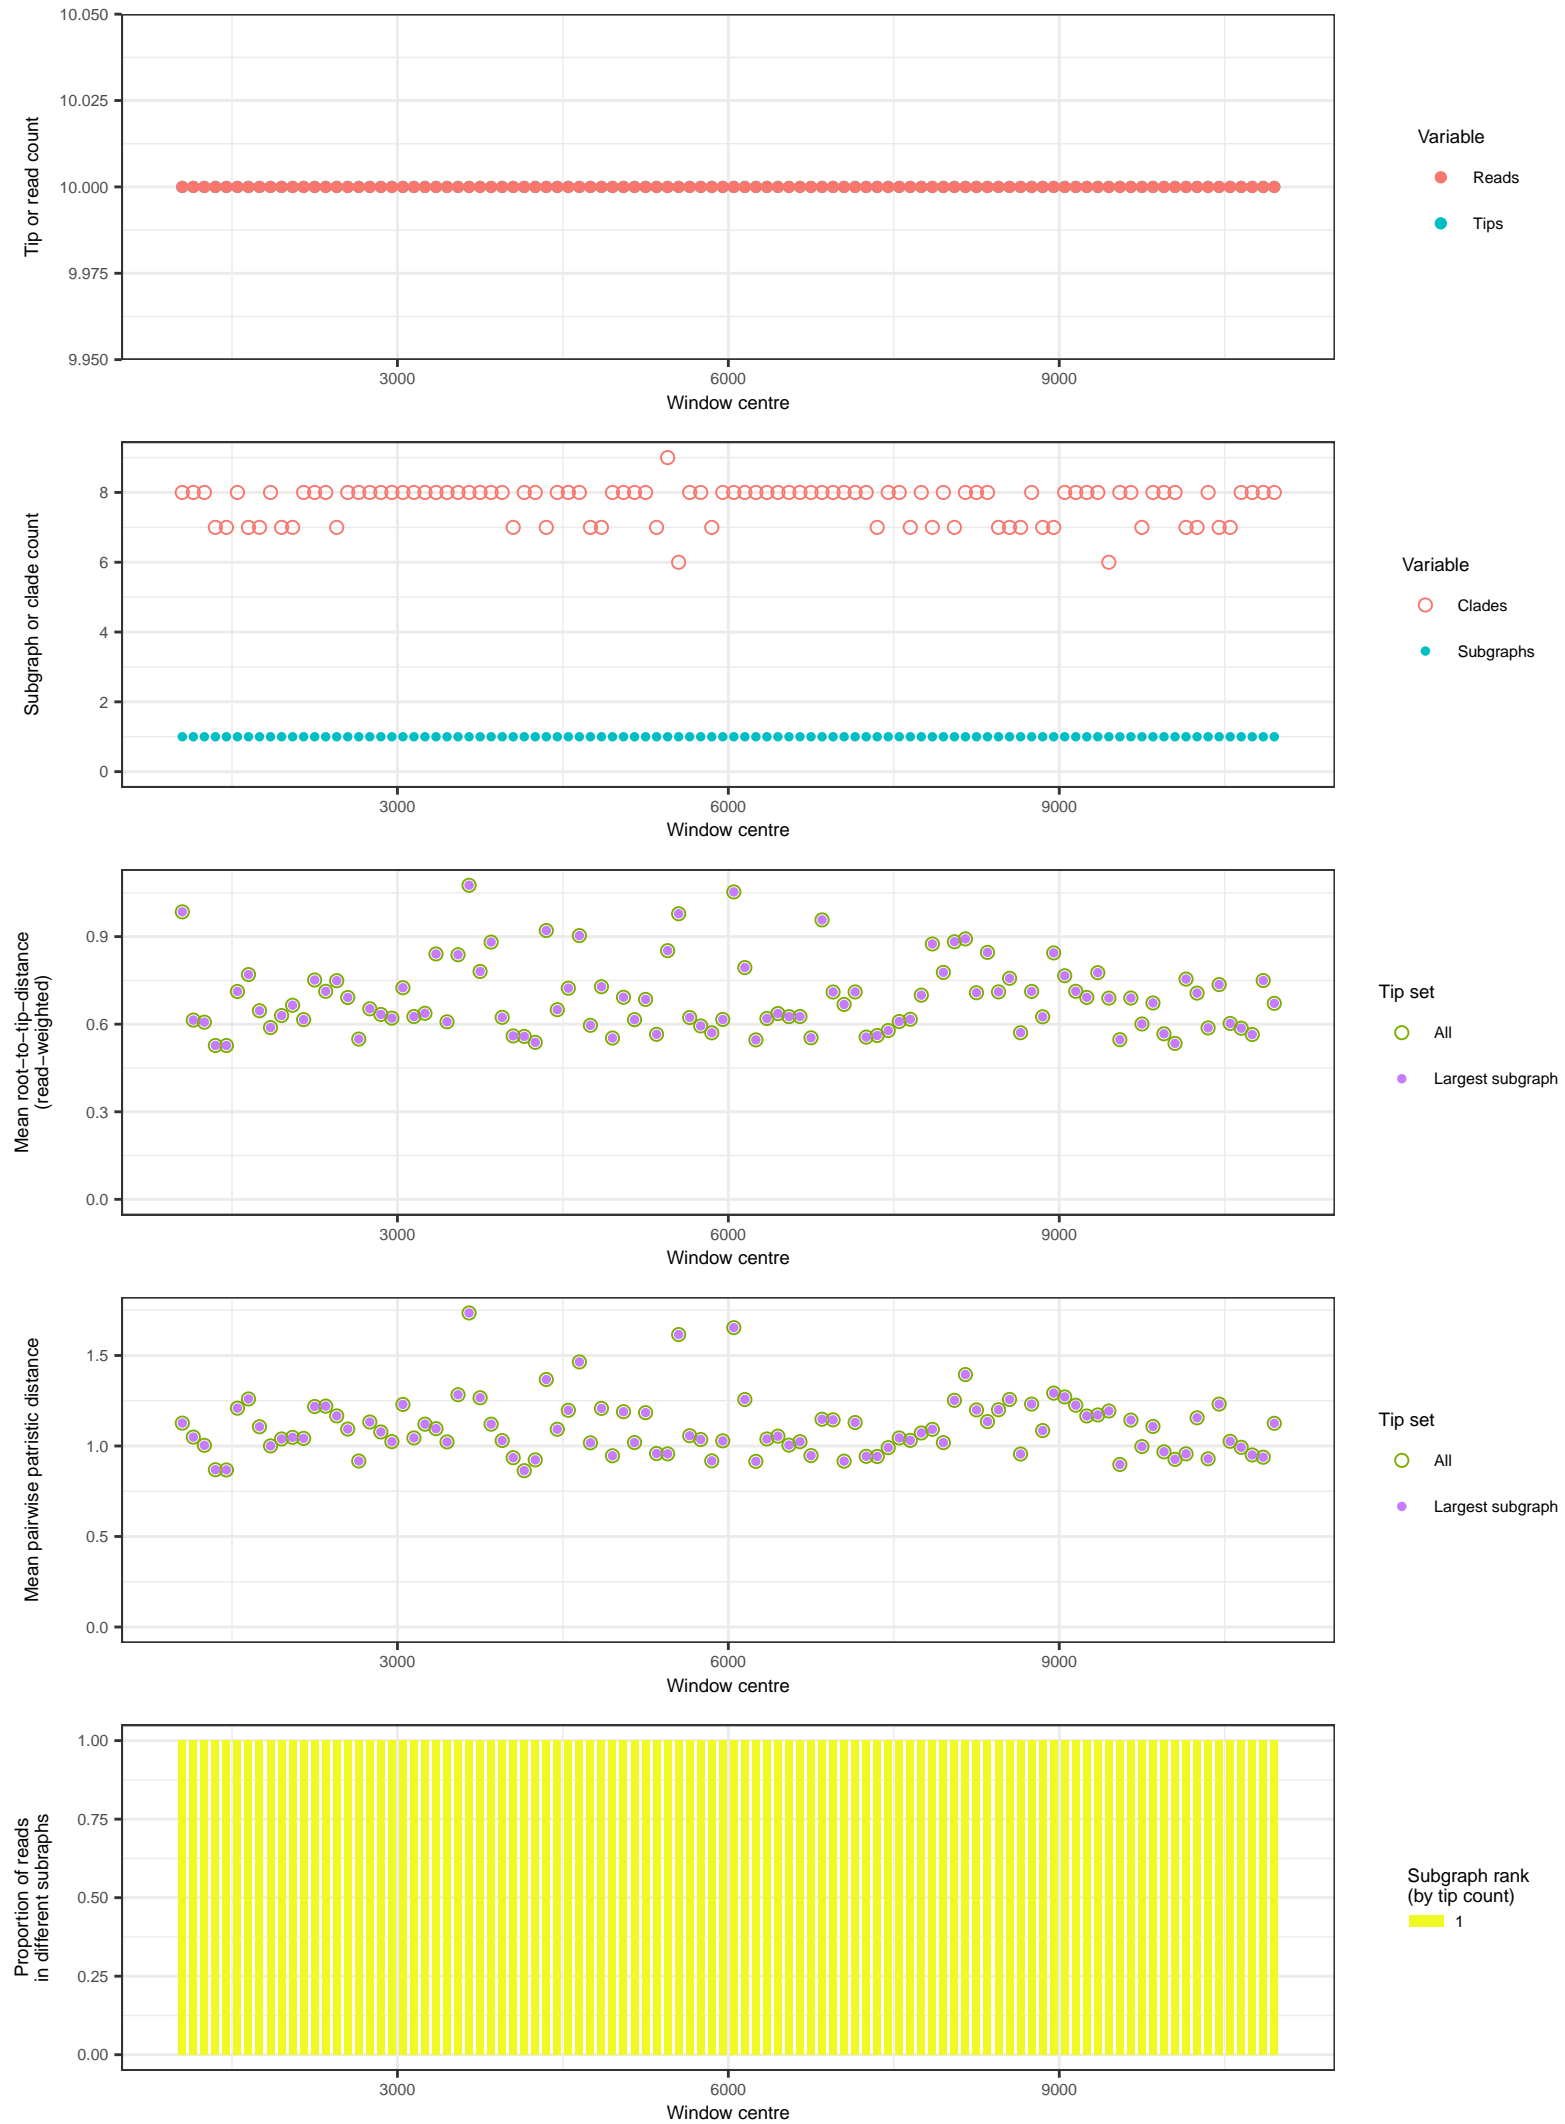 10.050
10.025
10.000
9.975
9.950
Tip or read count
3000 6000 9000
Window centre
Variable
Reads
Tips
8
6
4
2
0
Subgraph or clade count
3000 6000 9000
Window centre
Variable
Clades
Subgraphs
0.9
0.6
0.3
0.0
Mean root−to−tip−distance
(read−weighted)
3000 6000 9000
Window centre
Tip set
All
Largest subgraph
1.5
1.0
0.5
0.0
Mean pairwise patristic distance
3000 6000 9000
Window centre
Tip set
All
Largest subgraph
1.00
0.75
0.50
0.25
0.00
Proportion of reads
in different subraphs
3000 6000 9000
Window centre
Subgraph rank
(by tip count)
1